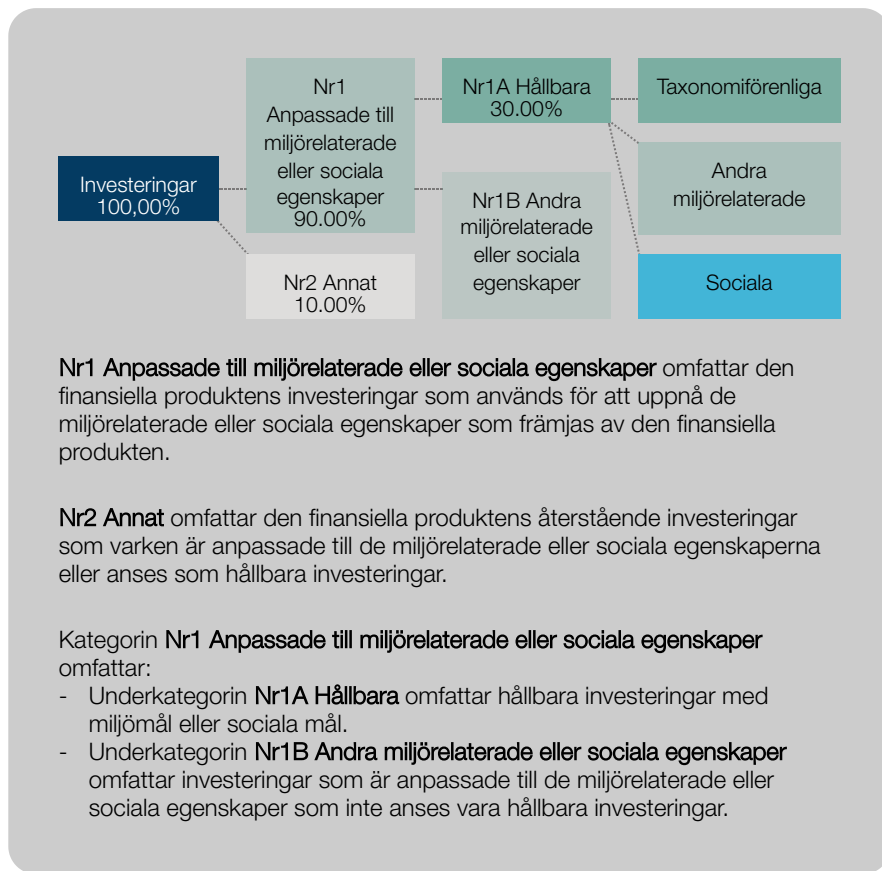 Investeringar
100,00%
Nr1
Anpassade till
miljörelaterade
eller sociala
egenskaper
90.00%
Nr2 Annat
10.00%
Nr1A Hållbara
30.00%
Nr1B Andra
miljörelaterade
eller sociala
egenskaper
Taxonomiförenliga
Andra
miljörelaterade
Sociala
Nr1 Anpassade till miljörelaterade eller sociala egenskaper omfattar den
finansiella produktens investeringar som används för att uppnå de
miljörelaterade eller sociala egenskaper som främjas av den finansiella
produkten.
Nr2 Annat omfattar den finansiella produktens återstående investeringar
som varken är anpassade till de miljörelaterade eller sociala egenskaperna
eller anses som hållbara investeringar.
Kategorin Nr1 Anpassade till miljörelaterade eller sociala egenskaper
omfattar:
- Underkategorin Nr1A Hållbara omfattar hållbara investeringar med
miljömål eller sociala mål.
- Underkategorin Nr1B Andra miljörelaterade eller sociala egenskaper
omfattar investeringar som är anpassade till de miljörelaterade eller
sociala egenskaper som inte anses vara hållbara investeringar.